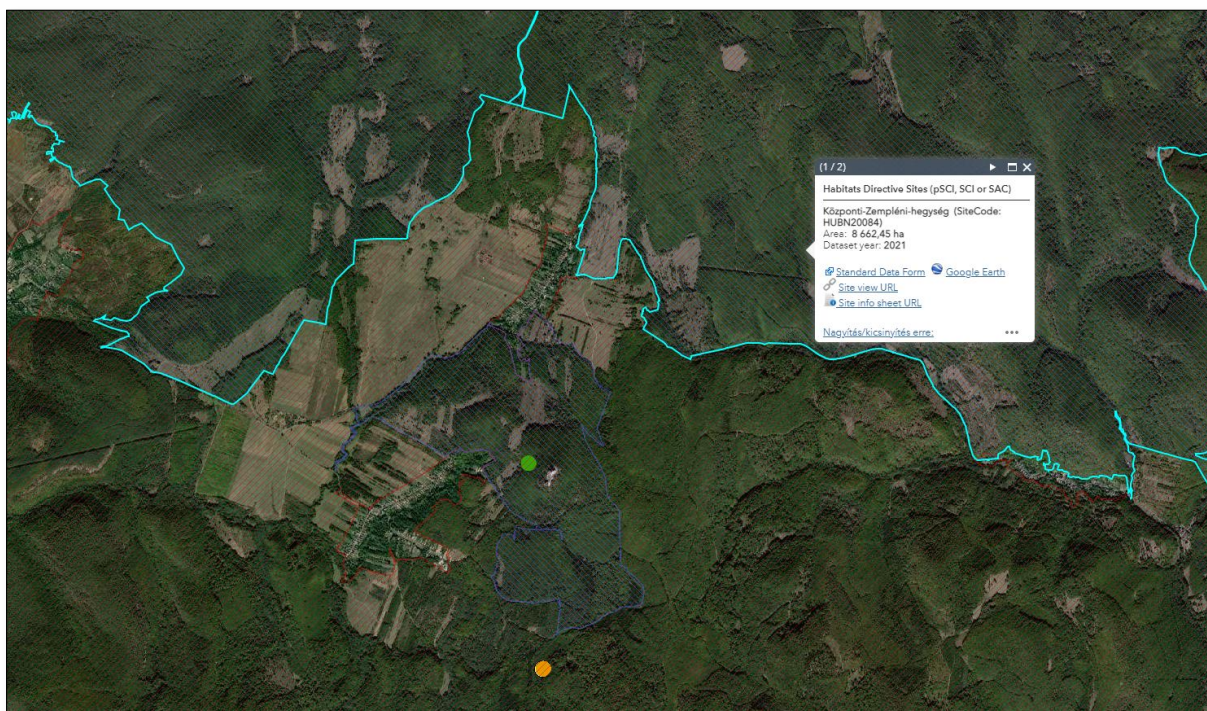 (1 / 2)
Habitats Directive Sites (pSCI, SCI or SAC)
Központi-Zempléni-hegység (SiteCode:
HUBN20084)
Area: 8 662,45 ha
Dataset year: 2021
Standard Data Form Google Earth
Site view URL
Site info sheet URL
Nagyítás/kicsinyítés erre: